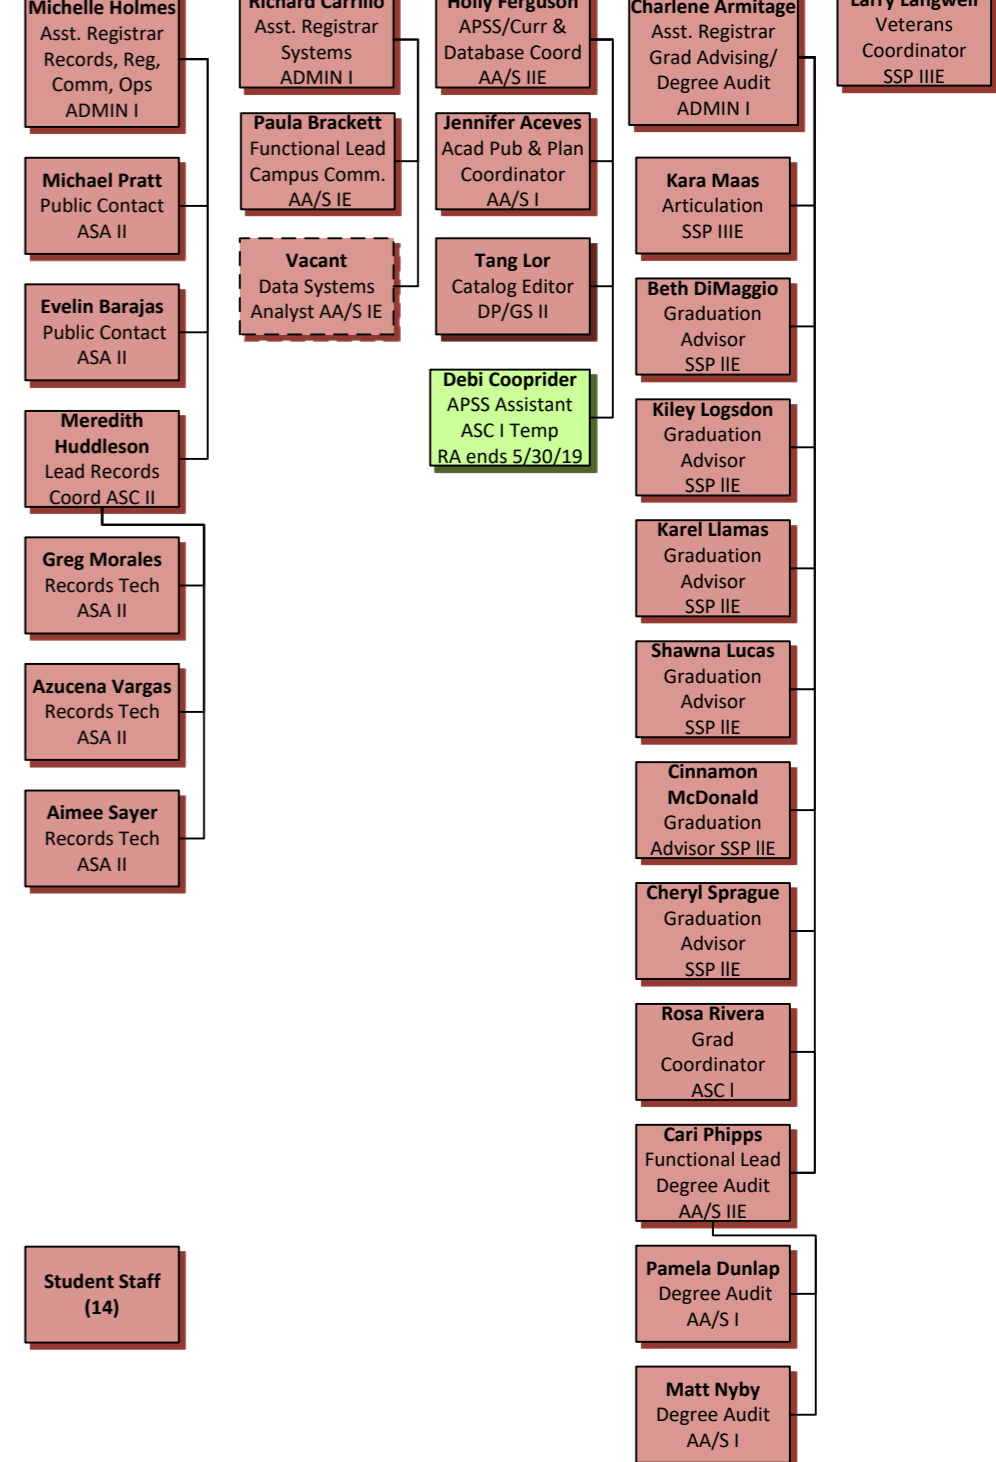 Michelle Holmes
Asst. Registrar
Records, Reg,
Comm, Ops
ADMIN I
Michael Pratt
Public Contact
ASA II
Evelin Barajas
Public Contact
ASA II
Meredith
Huddleson
Lead Records
Coord ASC II
Greg Morales
Records Tech
ASA II
Azucena Vargas
Records Tech
ASA II
Aimee Sayer
Records Tech
ASA II
Student Staff
(14)
Richard Carrillo
Asst. Registrar
Systems
ADMIN I
Paula Brackett
Functional Lead
Campus Comm.
AA/S IE
Vacant
Data Systems
Analyst AA/S IE
Holly Ferguson
APSS/Curr &
Database Coord
AA/S IIE
Jennifer Aceves
Acad Pub & Plan
Coordinator
AA/S I
Tang Lor
Catalog Editor
DP/GS II
Debi Cooprider
APSS Assistant
ASC I Temp
RA ends 5/30/19
Charlene Armitage
Asst. Registrar
Grad Advising/
Degree Audit
ADMIN I
Kara Maas
Articulation
SSP IIIE
Beth DiMaggio
Graduation
Advisor
SSP llE
Kiley Logsdon
Graduation
Advisor
SSP llE
Karel Llamas
Graduation
Advisor
SSP llE
Shawna Lucas
Graduation
Advisor
SSP llE
Cinnamon
McDonald
Graduation
Advisor SSP llE
Cheryl Sprague
Graduation
Advisor
SSP llE
Rosa Rivera
Grad
Coordinator
ASC l
Cari Phipps
Functional Lead
Degree Audit
AA/S IIE
Pamela Dunlap
Degree Audit
AA/S I
Matt Nyby
Degree Audit
AA/S I
Larry Langwell
Veterans
Coordinator
SSP IIIE